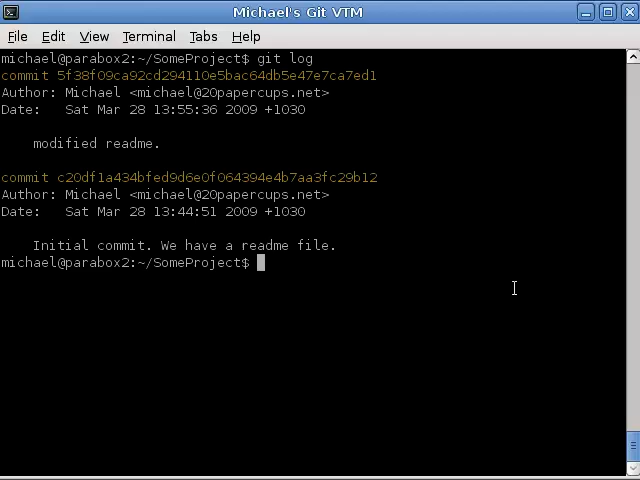 Michael's Git VTM
File Edit View Terminal Tabs Help
michael@parabox2:~/SomeProject$ git log
commit 5f38f09ca92cd294110e5bac64db5e47e7ca7ed1
Author: Michael <michael@20papercups.net>
Date:   Sat Mar 28 13:55:36 2009 +1030
    modified readme.
commit c20df1a434bfed9d6e0f064394e4b7aa3fc29b12
Author: Michael <michael@20papercups.net>
Date:   Sat Mar 28 13:44:51 2009 +1030
    Initial commit. We have a readme file.
michael@parabox2:~/SomeProject$